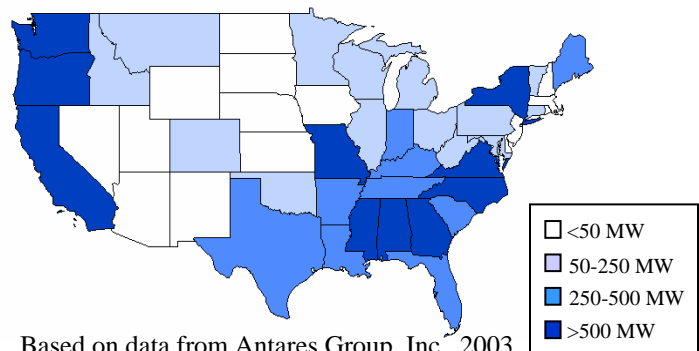 <50 MW
50-250 MW
250-500 MW
>500 MW
Based on data from Antares Group, Inc., 2003